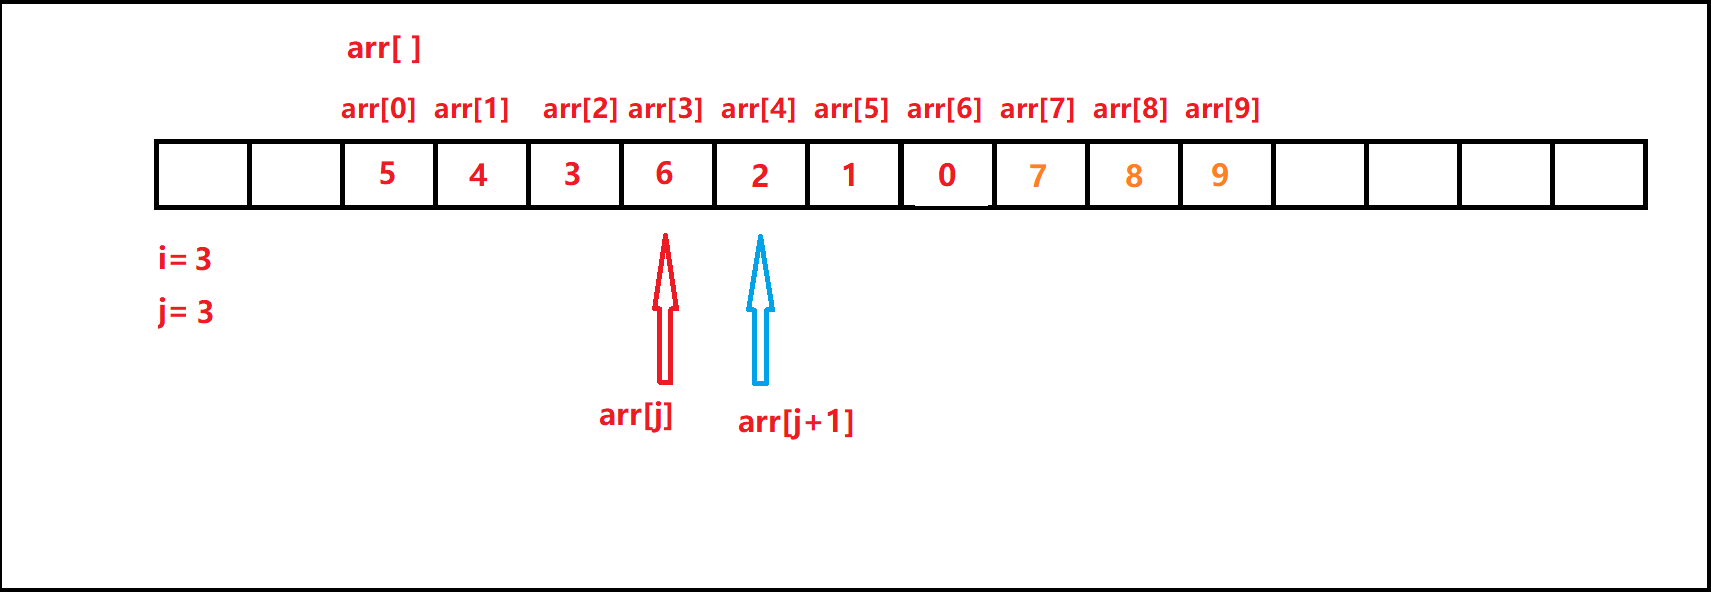 arr[ ]
arr[0] arr[1] arr[2] arr[3] arr[4] arr[5] arr[6] arr[7] arr[8] arr[9]
5 4 3 6 2 1 0 7 8 9
i= 3
j= 3
arr[j] arr[j+1]